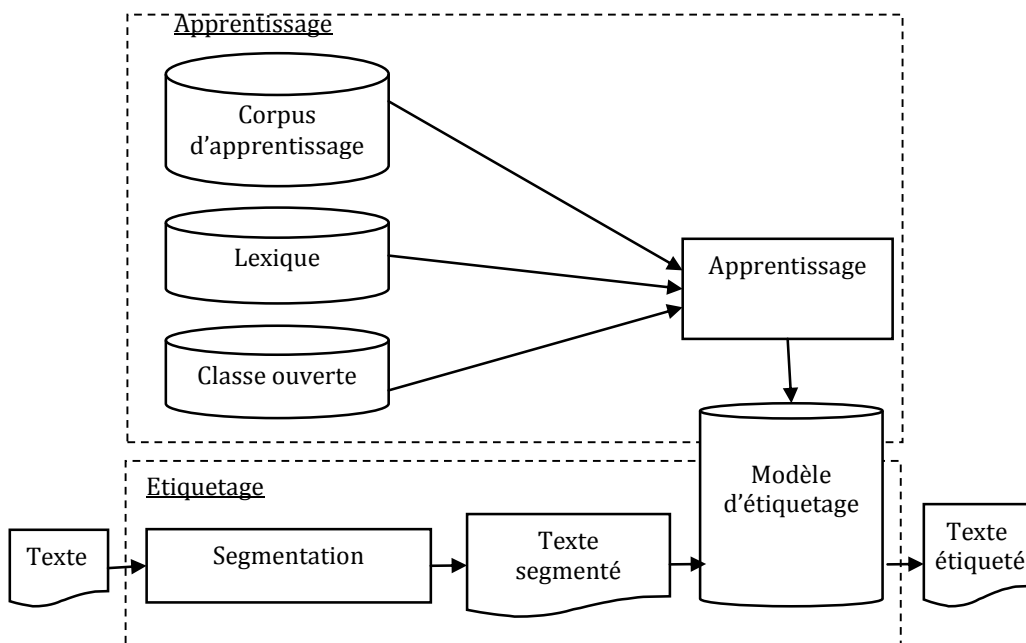 Apprentissage
Corpus
d'apprentissage
Lexique
Apprentissage
Classe ouverte
Etiquetage
Modèle
d'étiquetage
Texte
Segmentation
Texte
segmenté
Texte
étiqueté